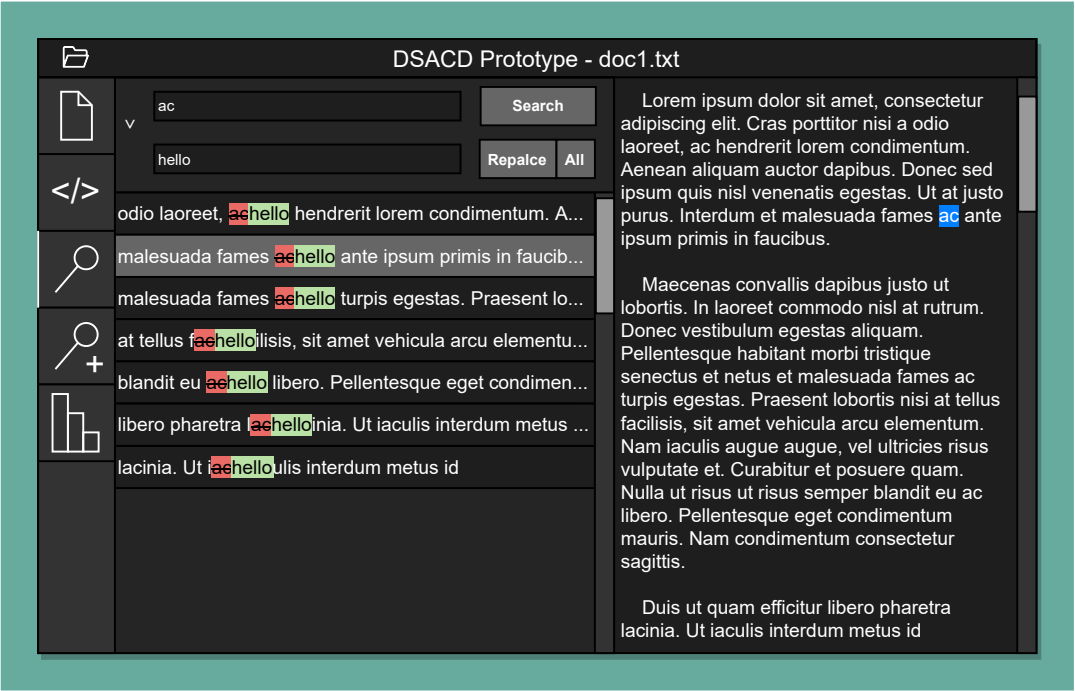 DSACD Prototype - doc1.txt
</>
˅
ac
Search
hello
Repalce
All
odio laoreet, achello hendrerit lorem condimentum. A...
malesuada fames achello ante ipsum primis in faucib...
malesuada fames achello turpis egestas. Praesent lo...
at tellus fachelloilisis, sit amet vehicula arcu elementu...
blandit eu achello libero. Pellentesque eget condimen...
libero pharetra lachelloinia. Ut iaculis interdum metus ...
lacinia. Ut iachelloulis interdum metus id
Lorem ipsum dolor sit amet, consectetur
adipiscing elit. Cras porttitor nisi a odio
laoreet, ac hendrerit lorem condimentum.
Aenean aliquam auctor dapibus. Donec sed
ipsum quis nisl venenatis egestas. Ut at justo
purus. Interdum et malesuada fames ac ante
ipsum primis in faucibus.
Maecenas convallis dapibus justo ut
lobortis. In laoreet commodo nisl at rutrum.
Donec vestibulum egestas aliquam.
Pellentesque habitant morbi tristique
senectus et netus et malesuada fames ac
turpis egestas. Praesent lobortis nisi at tellus
facilisis, sit amet vehicula arcu elementum.
Nam iaculis augue augue, vel ultricies risus
vulputate et. Curabitur et posuere quam.
Nulla ut risus ut risus semper blandit eu ac
libero. Pellentesque eget condimentum
mauris. Nam condimentum consectetur
sagittis.
Duis ut quam efficitur libero pharetra
lacinia. Ut iaculis interdum metus id